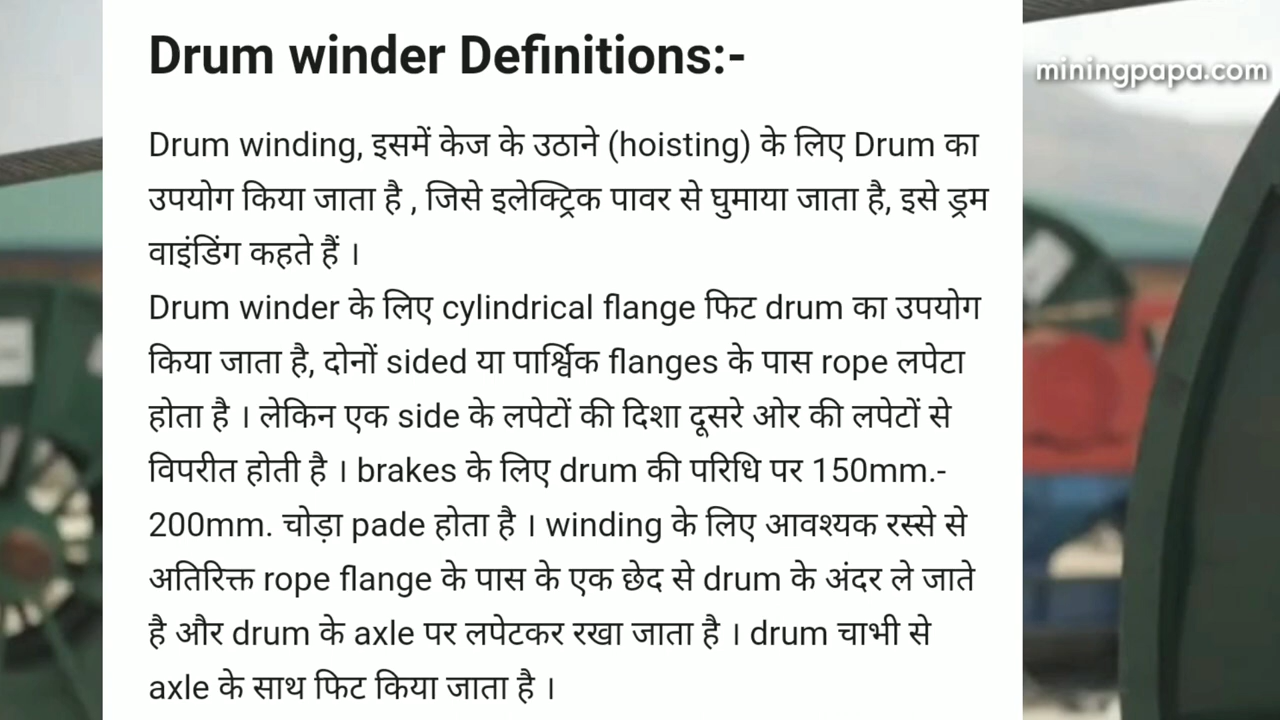 Drum winder Definitions:-
miningpapa.com
Drum winding, इसमें केज के उठाने (hoisting) के लिए Drum का
उपयोग किया जाता है , जिसे इलेक्ट्रिक पावर से घुमाया जाता है, इसे ड्रम
वाइंडिंग कहते हैं ।
Drum winder के लिए cylindrical flange फिट drum का उपयोग
किया जाता है, दोनों sided या पार्श्विक flanges के पास rope लपेटा
होता है । लेकिन एक side के लपेटों की दिशा दूसरे ओर की लपेटों से
विपरीत होती है । brakes के लिए drum की परिधि पर 150mm.-
200mm. चोड़ा pade होता है । winding के लिए आवश्यक रस्से से
अतिरिक्त rope flange के पास के एक छेद से drum के अंदर ले जाते
है और drum के axle पर लपेटकर रखा जाता है । drum चाभी से
axle के साथ फिट किया जाता है ।